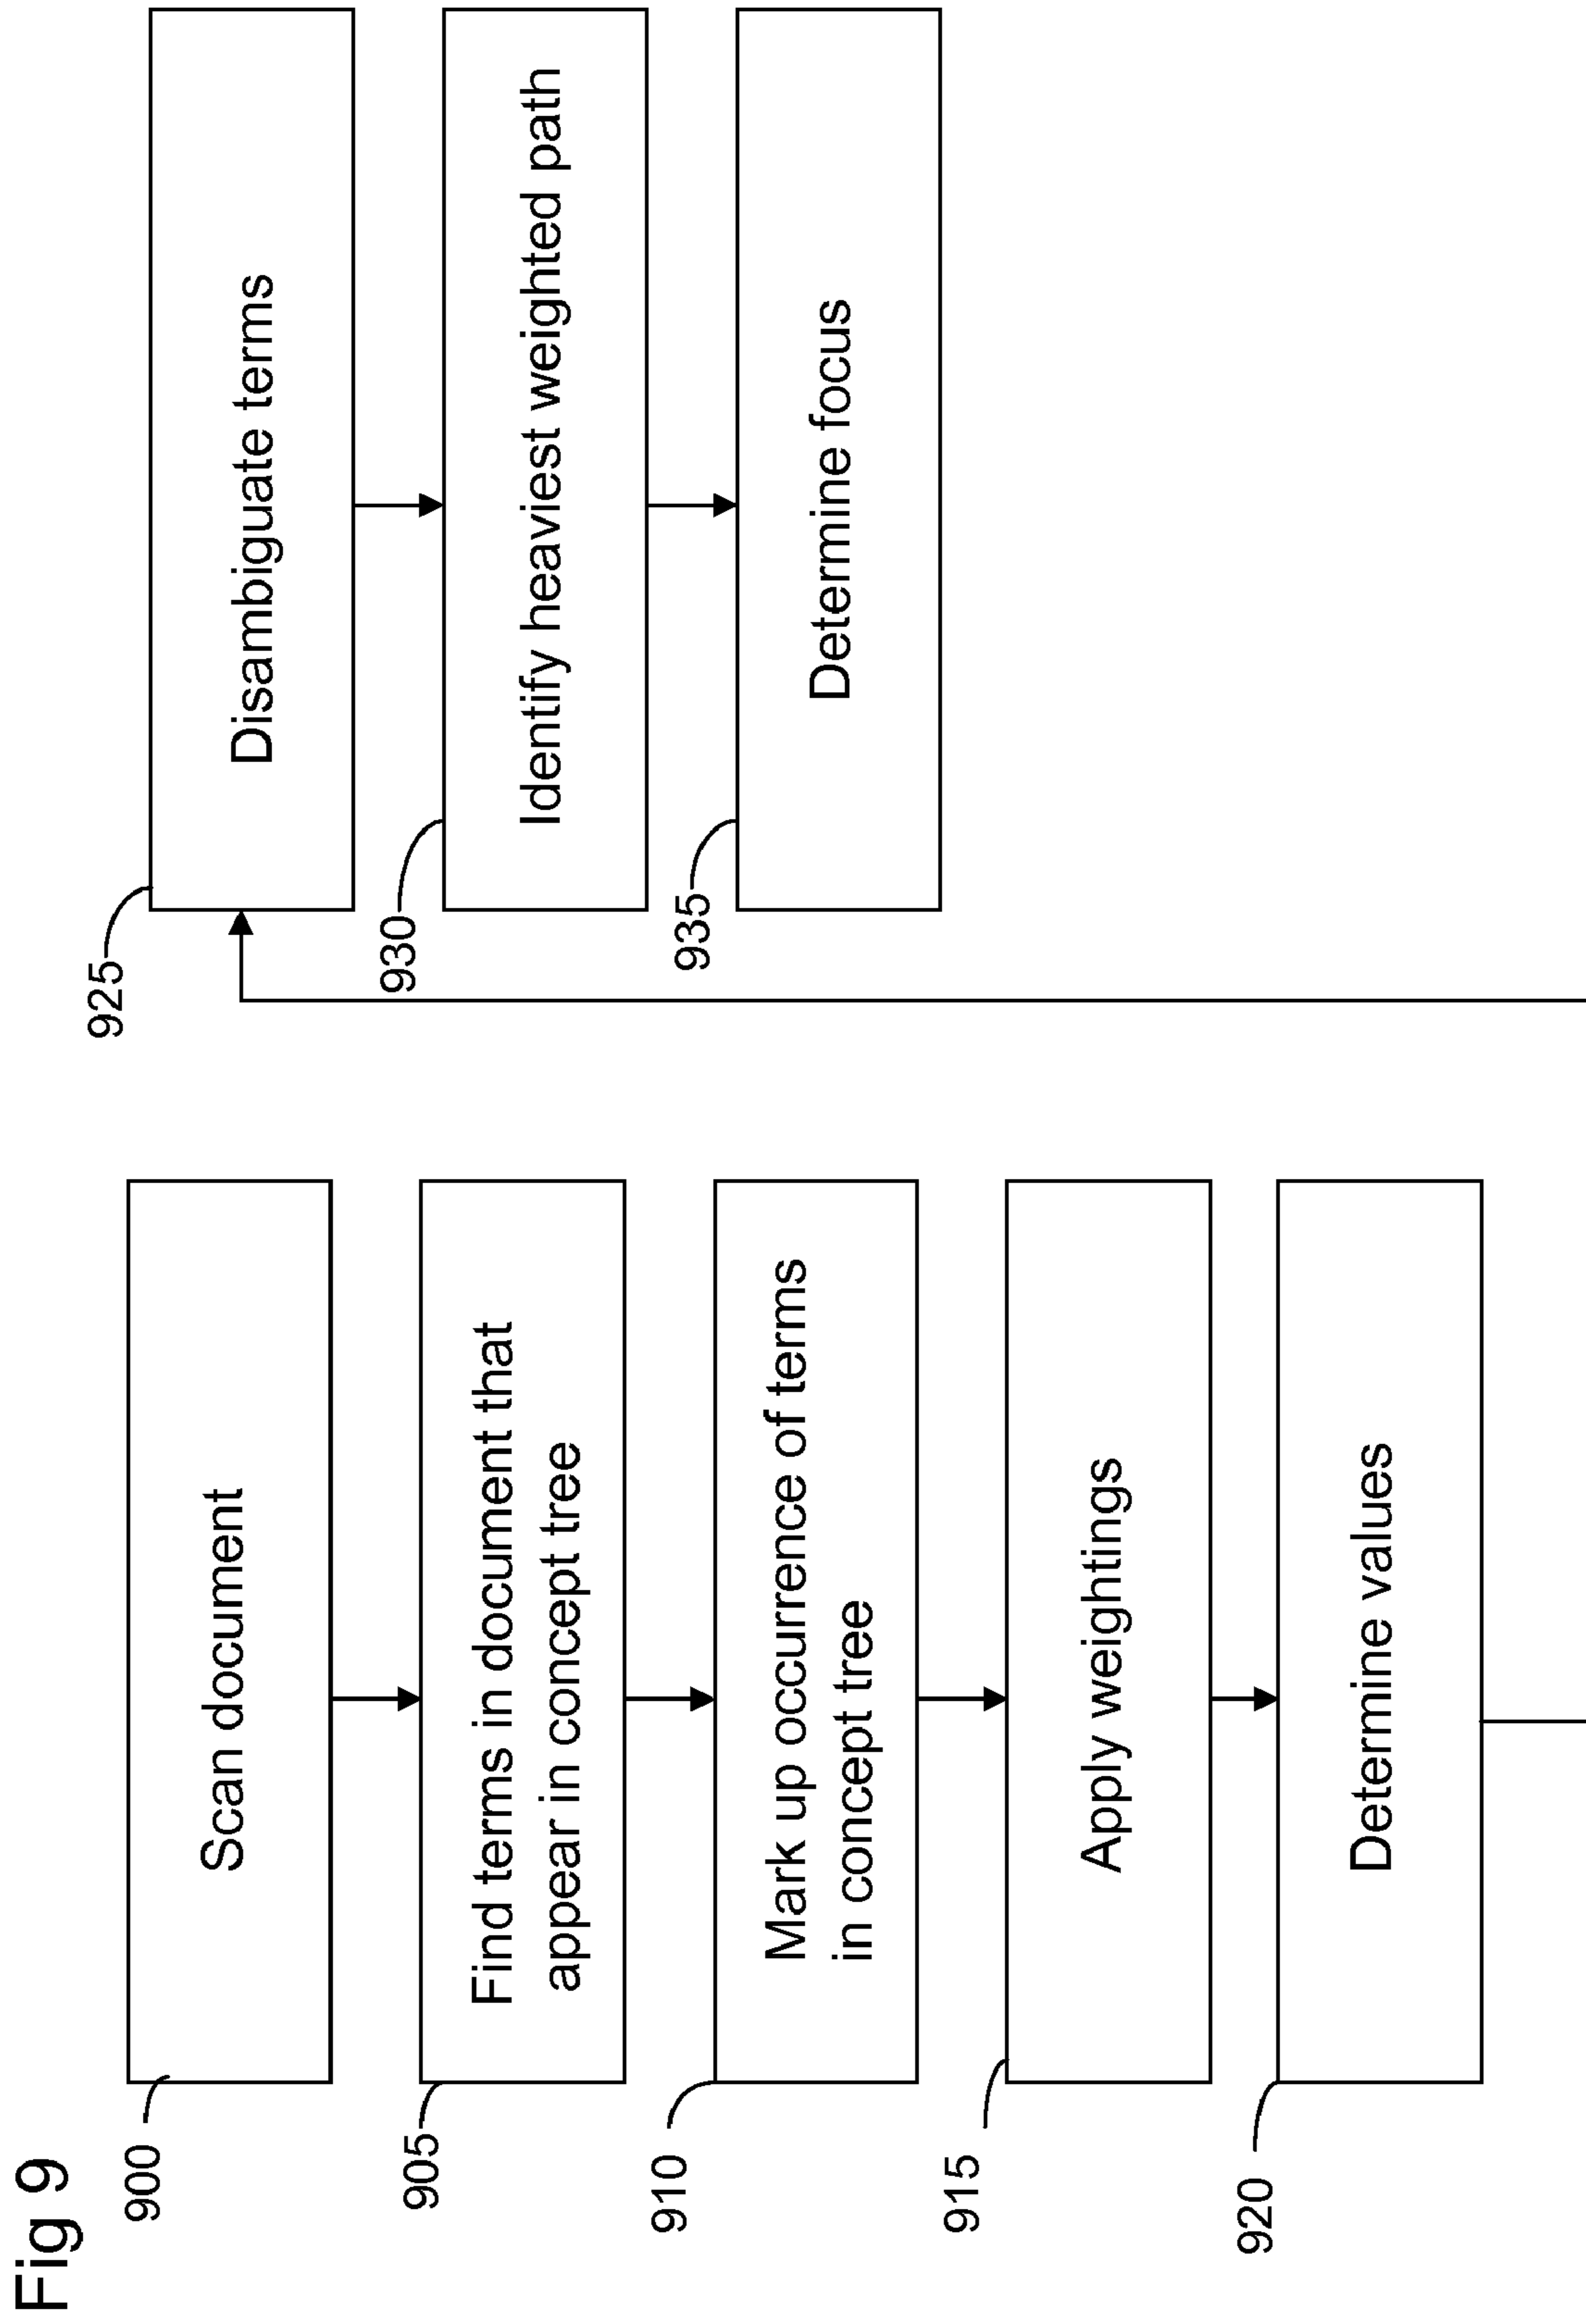 Fig 9
900
Scan document
905
Find terms in document that
appear in concept tree
910
Mark up occurrence of terms
in concept tree
915
Apply weightings
920
Determine values
925
Disambiguate terms
930
Identify heaviest weighted path
935
Determine focus